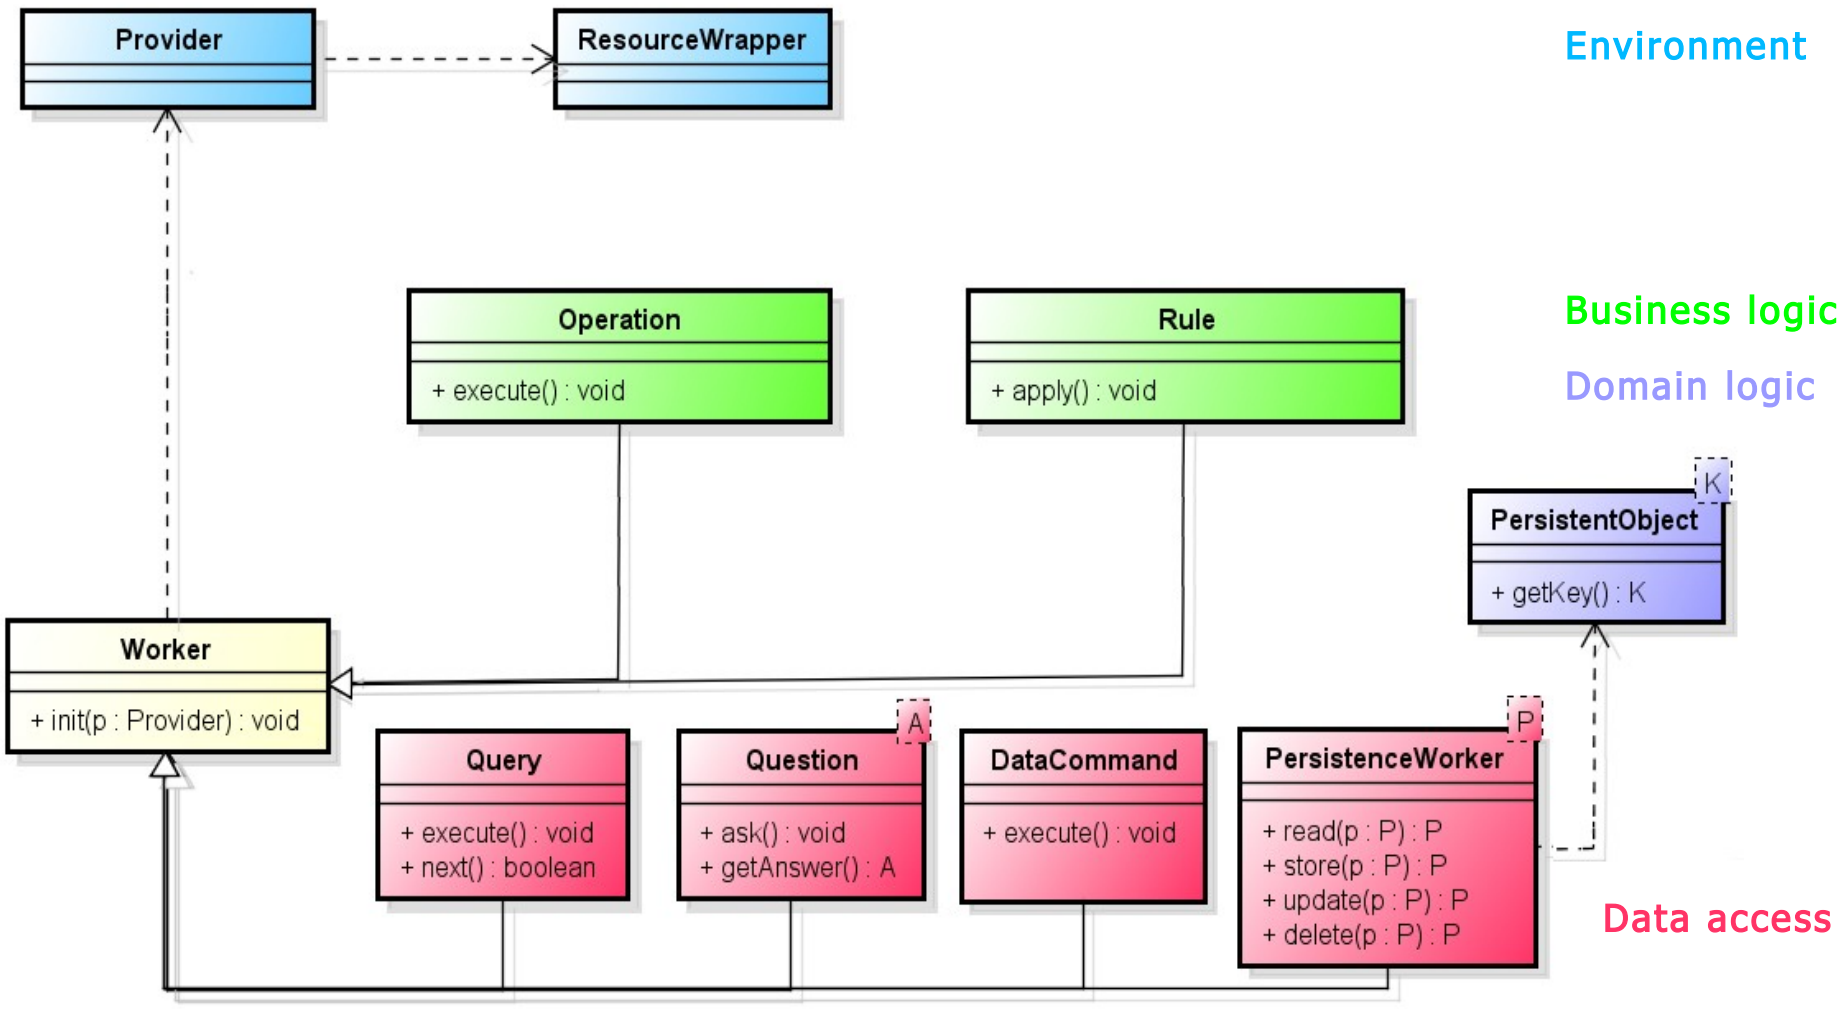 Provider
ResourceWrapper
Environment
Operation
+ execute() : void
Rule
+ apply() : void
Business logic
Domain logic
K
PersistentObject
+ getKey() : K
Worker
+ init(p : Provider) : void
Query
+ execute() : void
+ next() : boolean
A
Question
+ ask() : void
+ getAnswer() : A
DataCommand
+ execute() : void
P
PersistenceWorker
+ read(p : P) : P
+ store(p : P) : P
+ update(p : P) : P
+ delete(p : P) : P
Data access